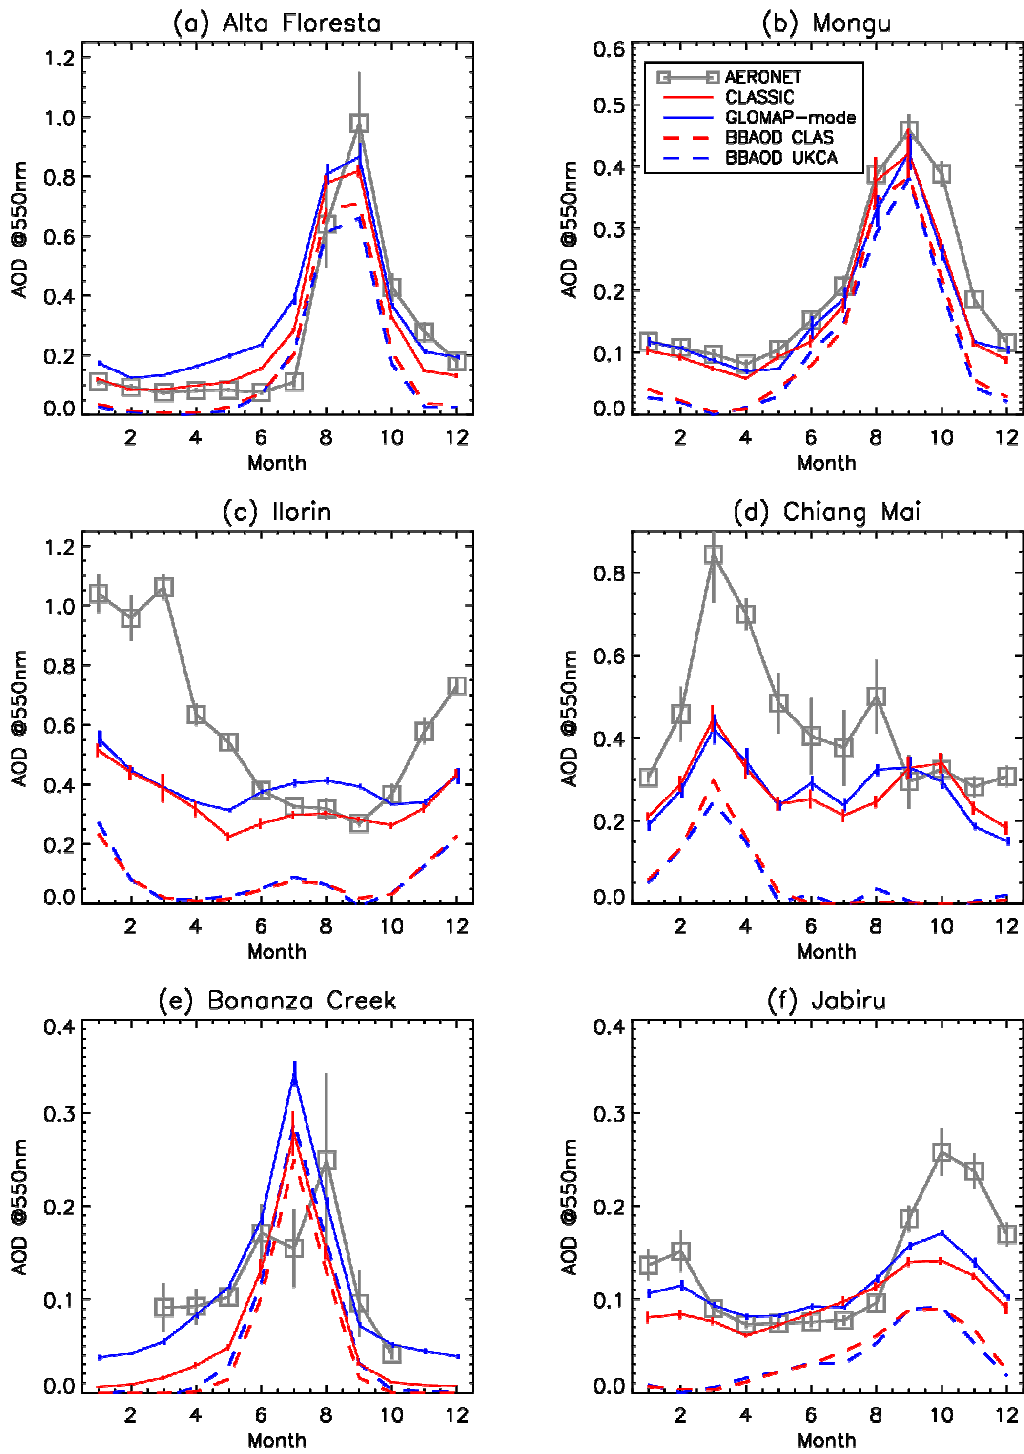 (a) Alta Floresta
1.2
1.0
0.8
0.6
0.4
0.2
0.0
AOD @550nm
2 4 6 8 10 12
Month
(b) Mongu
0.6
0.5
0.4
0.3
0.2
0.1
0.0
AOD @550nm
AERONET
CLASSIC
GLOMAP-mode
BBAOD CLAS
BBAOD UKCA
2 4 6 8 10 12
Month
(c) Ilorin
1.2
1.0
0.8
0.6
0.4
0.2
0.0
AOD @550nm
2 4 6 8 10 12
Month
(d) Chiang Mai
0.8
0.6
0.4
0.2
0.0
AOD @550nm
2 4 6 8 10 12
Month
(e) Bonanza Creek
0.4
0.3
0.2
0.1
0.0
AOD @550nm
2 4 6 8 10 12
Month
(f) Jabiru
0.4
0.3
0.2
0.1
0.0
AOD @550nm
2 4 6 8 10 12
Month